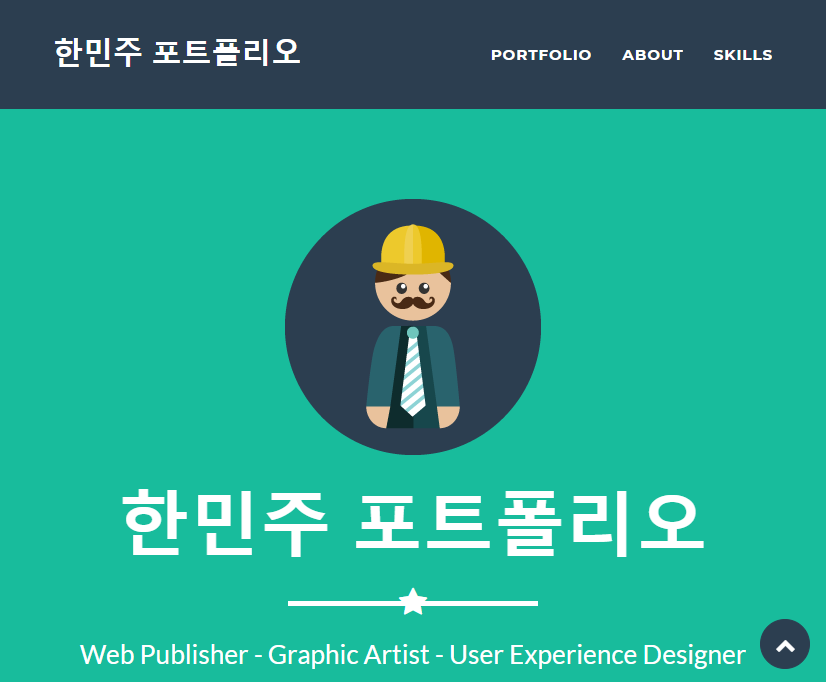 한민주 포트폴리오
PORTFOLIO ABOUT SKILLS
한민주 포트폴리오
Web Publisher - Graphic Artist - User Experience Designer